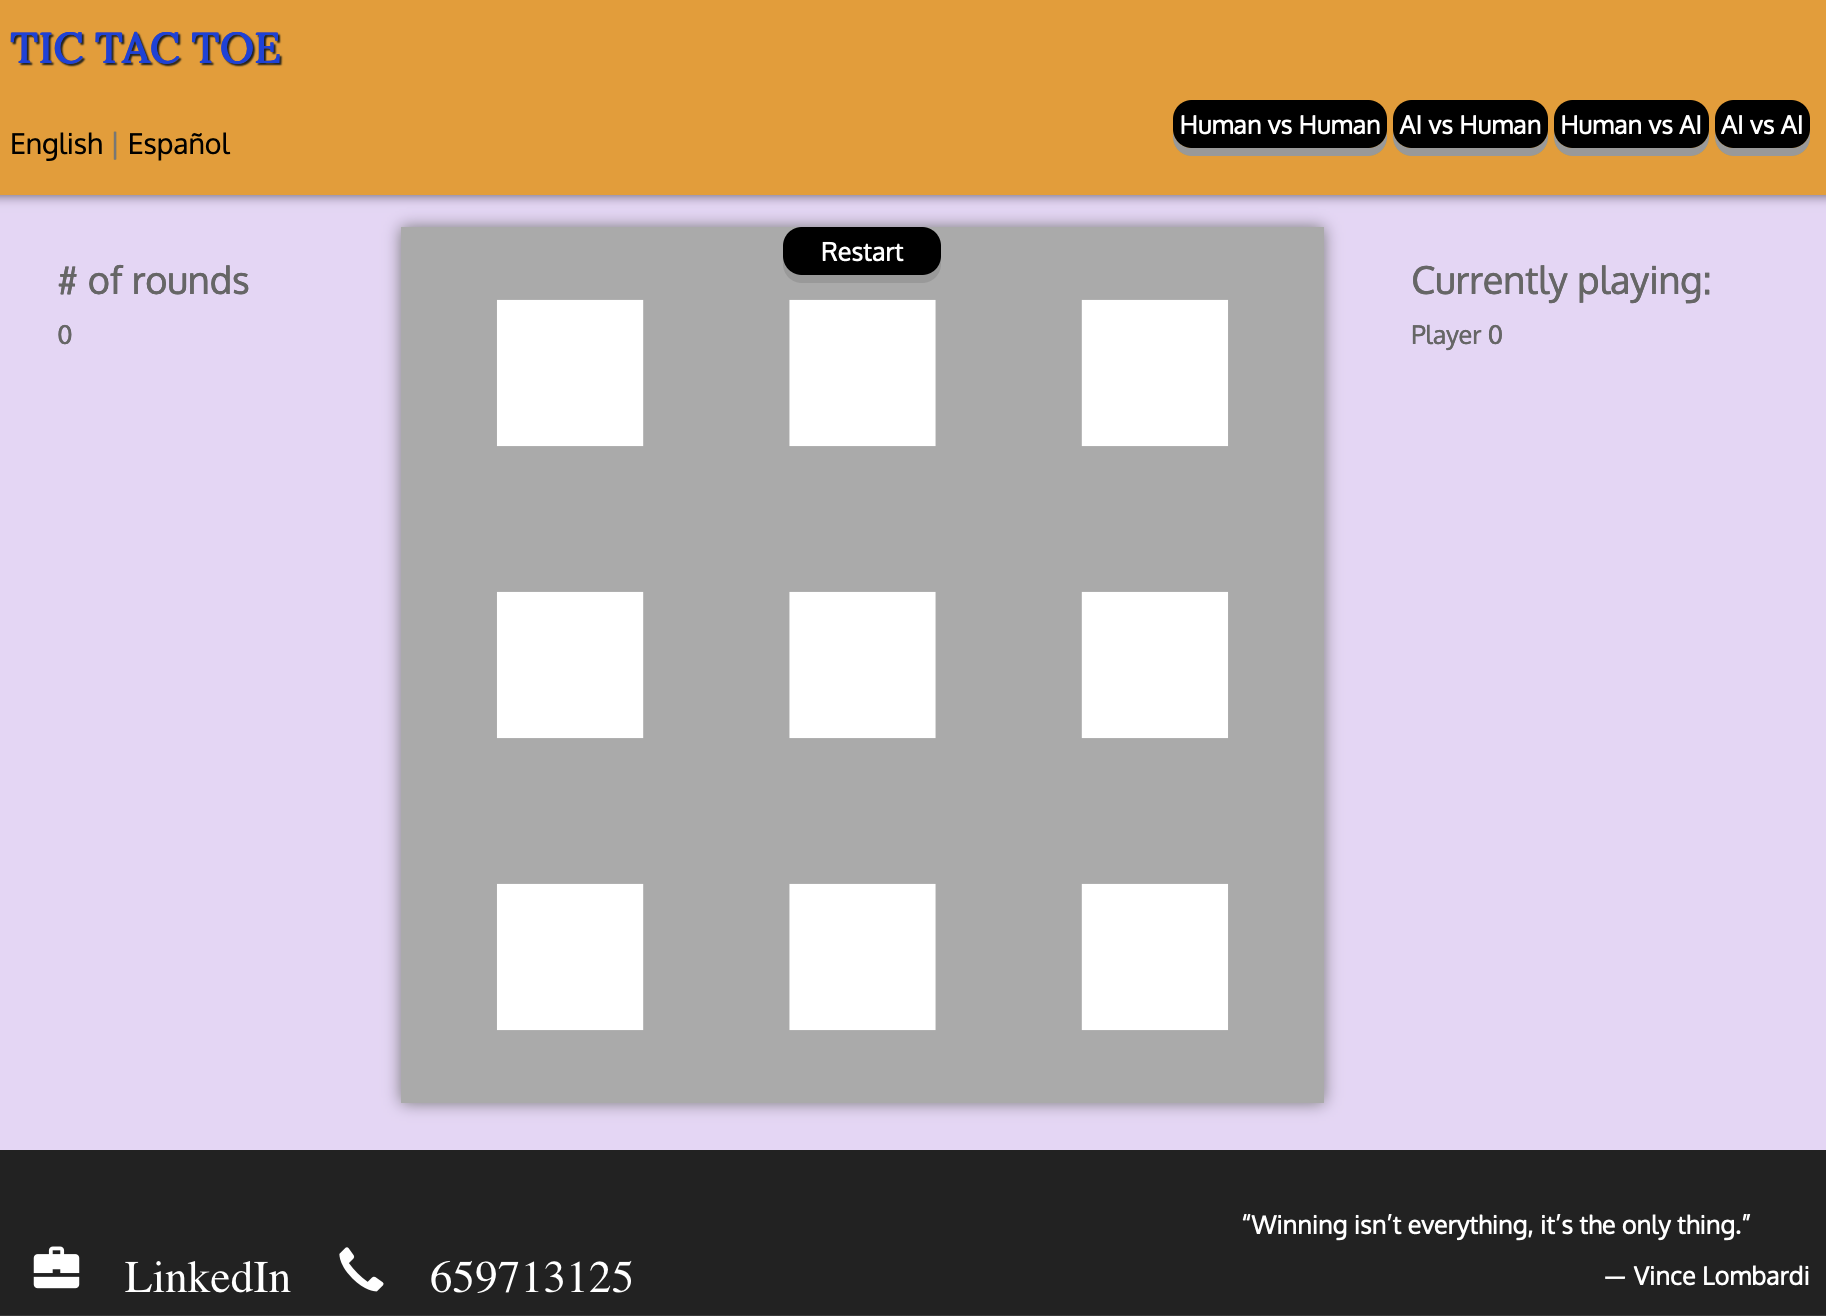 TIC TAC TOE
English | Español
Human vs Human AI vs Human Human vs AI AI vs AI
Restart
# of rounds
0
Currently playing:
Player 0
LinkedIn 659713125
“Winning isn’t everything, it’s the only thing.”
— Vince Lombardi